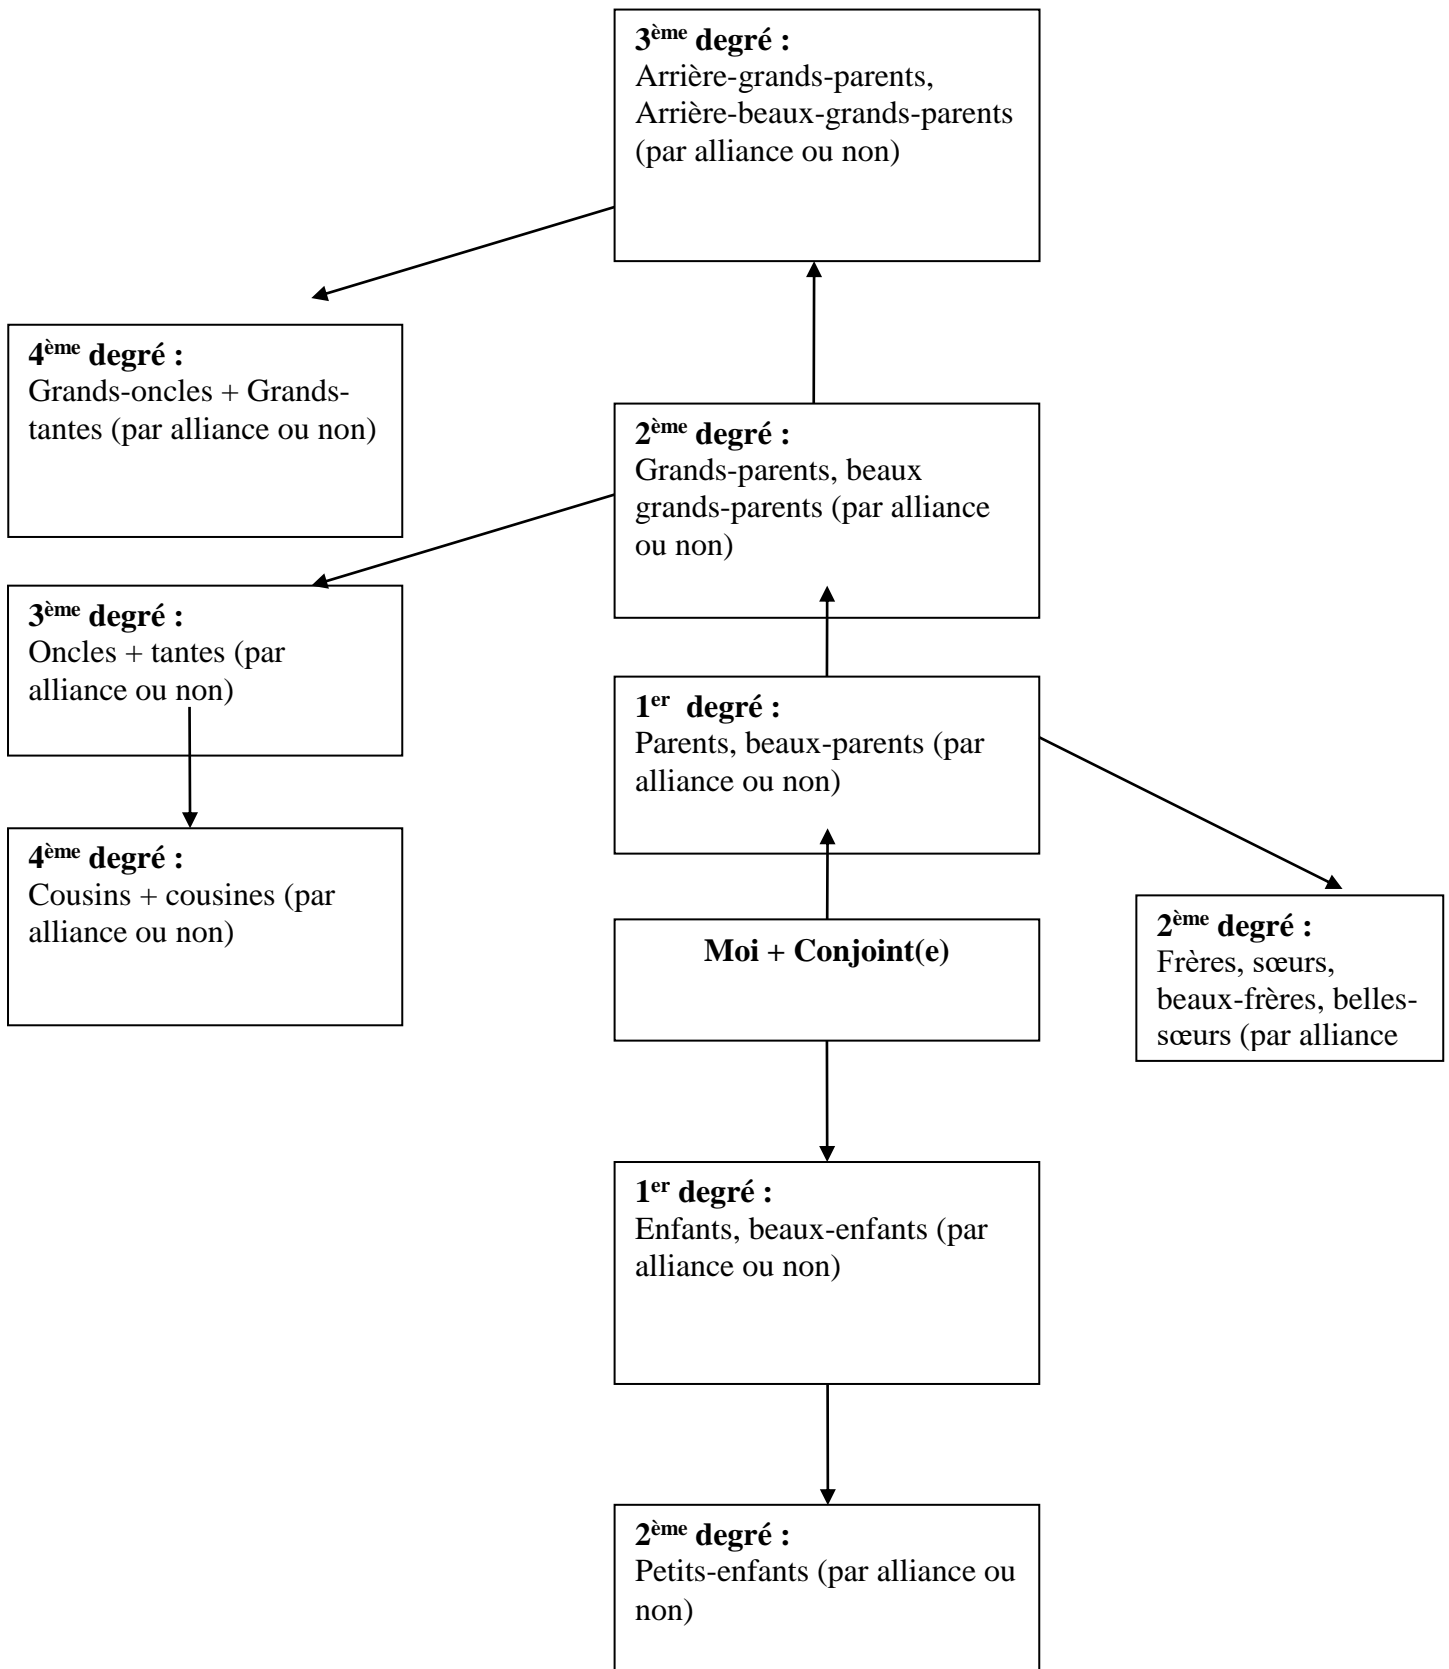 3ème degré :
Arrière-grands-parents,
Arrière-beaux-grands-parents
(par alliance ou non)
4ème degré :
Grands-oncles + Grands-
tantes (par alliance ou non)
2ème degré :
Grands-parents, beaux
grands-parents (par alliance
ou non)
3ème degré :
Oncles + tantes (par
alliance ou non)
1er  degré :
Parents, beaux-parents (par
alliance ou non)
4ème degré :
Cousins + cousines (par
alliance ou non)
Moi + Conjoint(e)
2ème degré :
Frères, sœurs,
beaux-frères, belles-
sœurs (par alliance
1er degré :
Enfants, beaux-enfants (par
alliance ou non)
2ème degré :
Petits-enfants (par alliance ou
non)